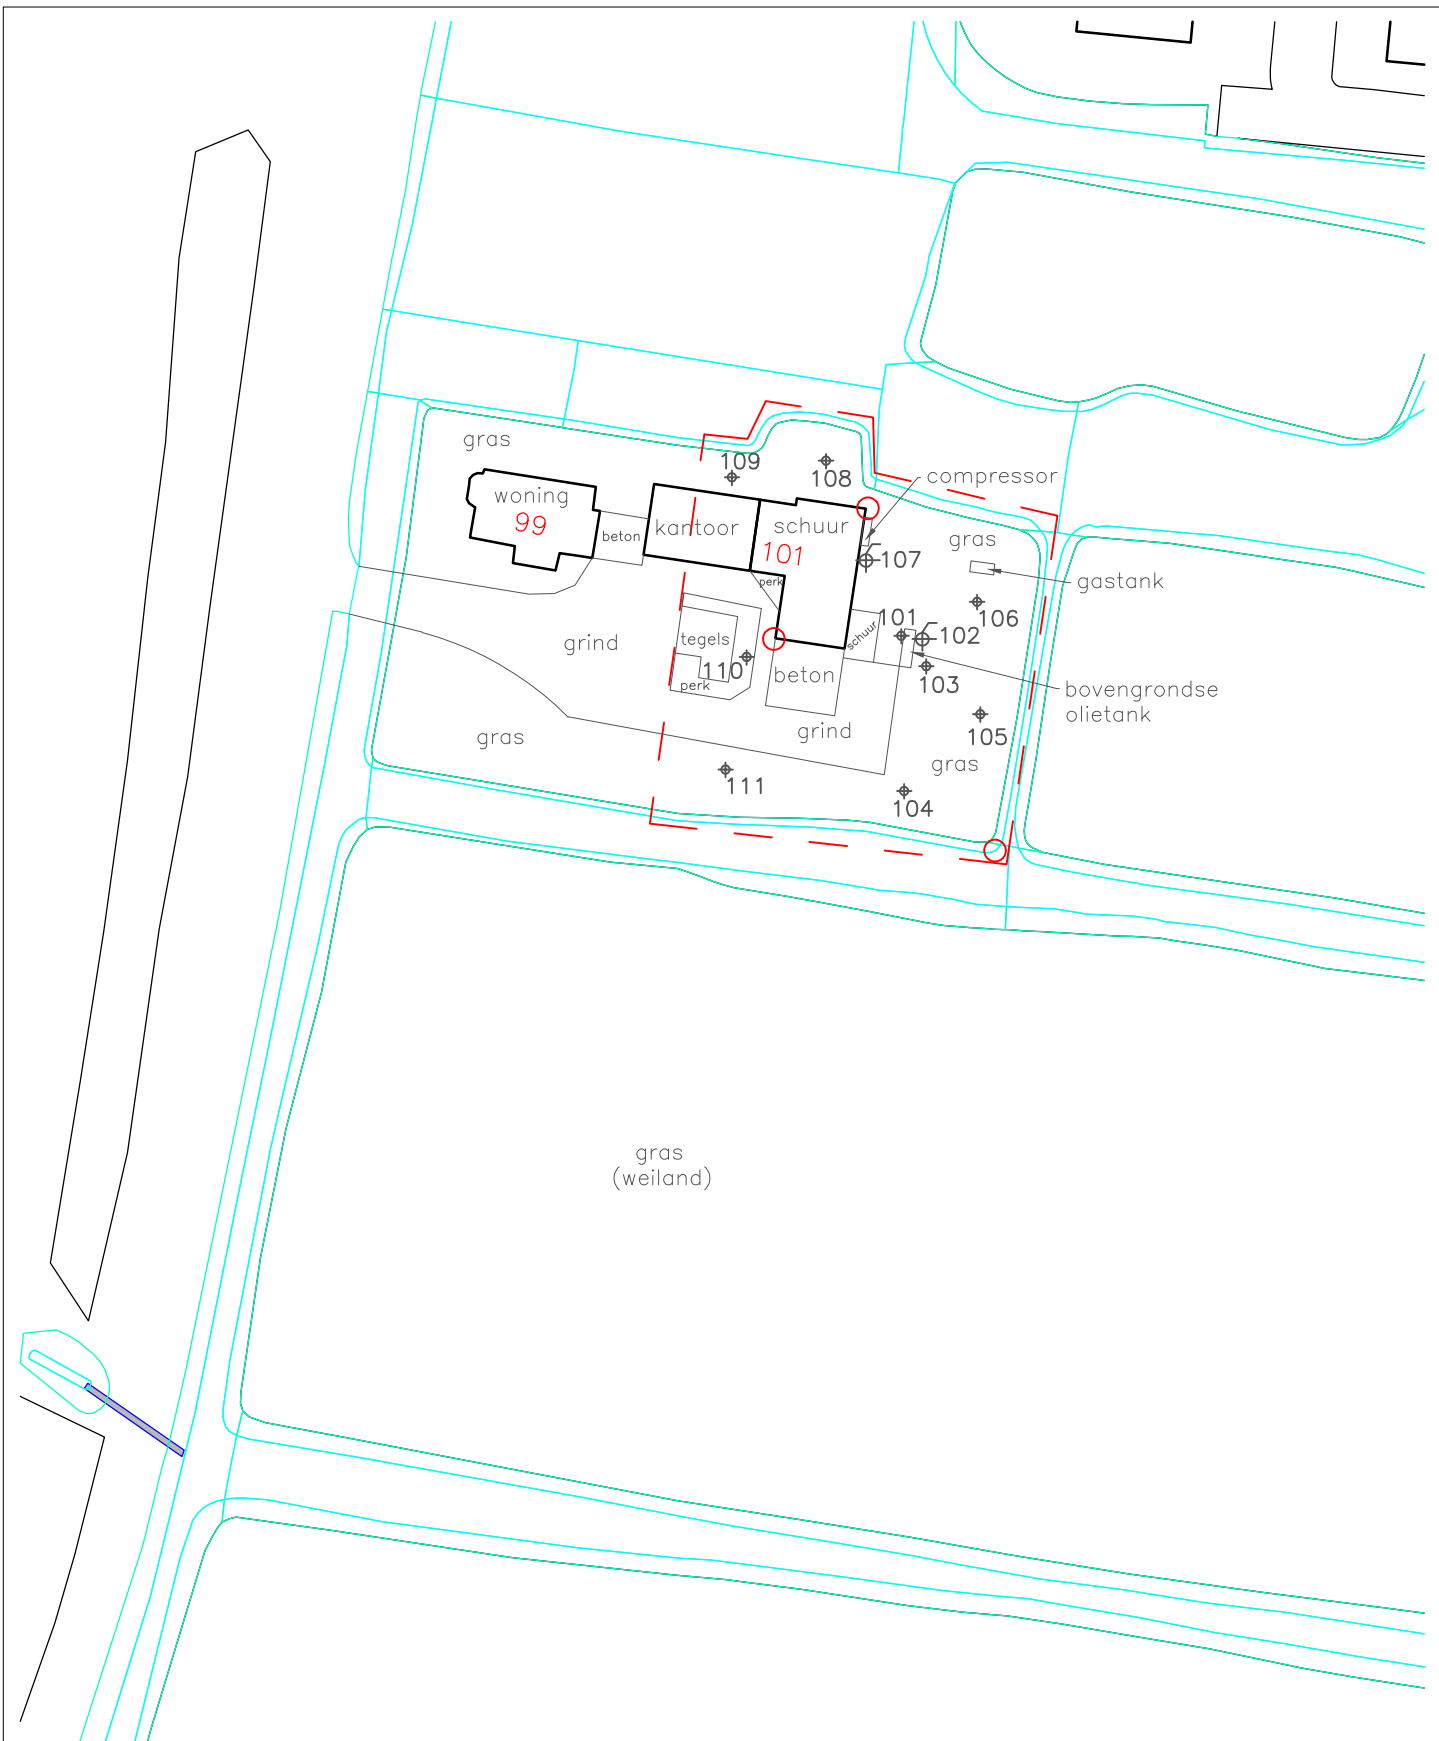 gras
109
108
compressor
woning
99
kantoor
schuur
101
beton
gras
107
gastank
perk
106
101
102
schuur
grind
tegels
110
103
perk
beton
bovengrondse
olietank
105
gras
grind
gras
111
104
gras
(weiland)